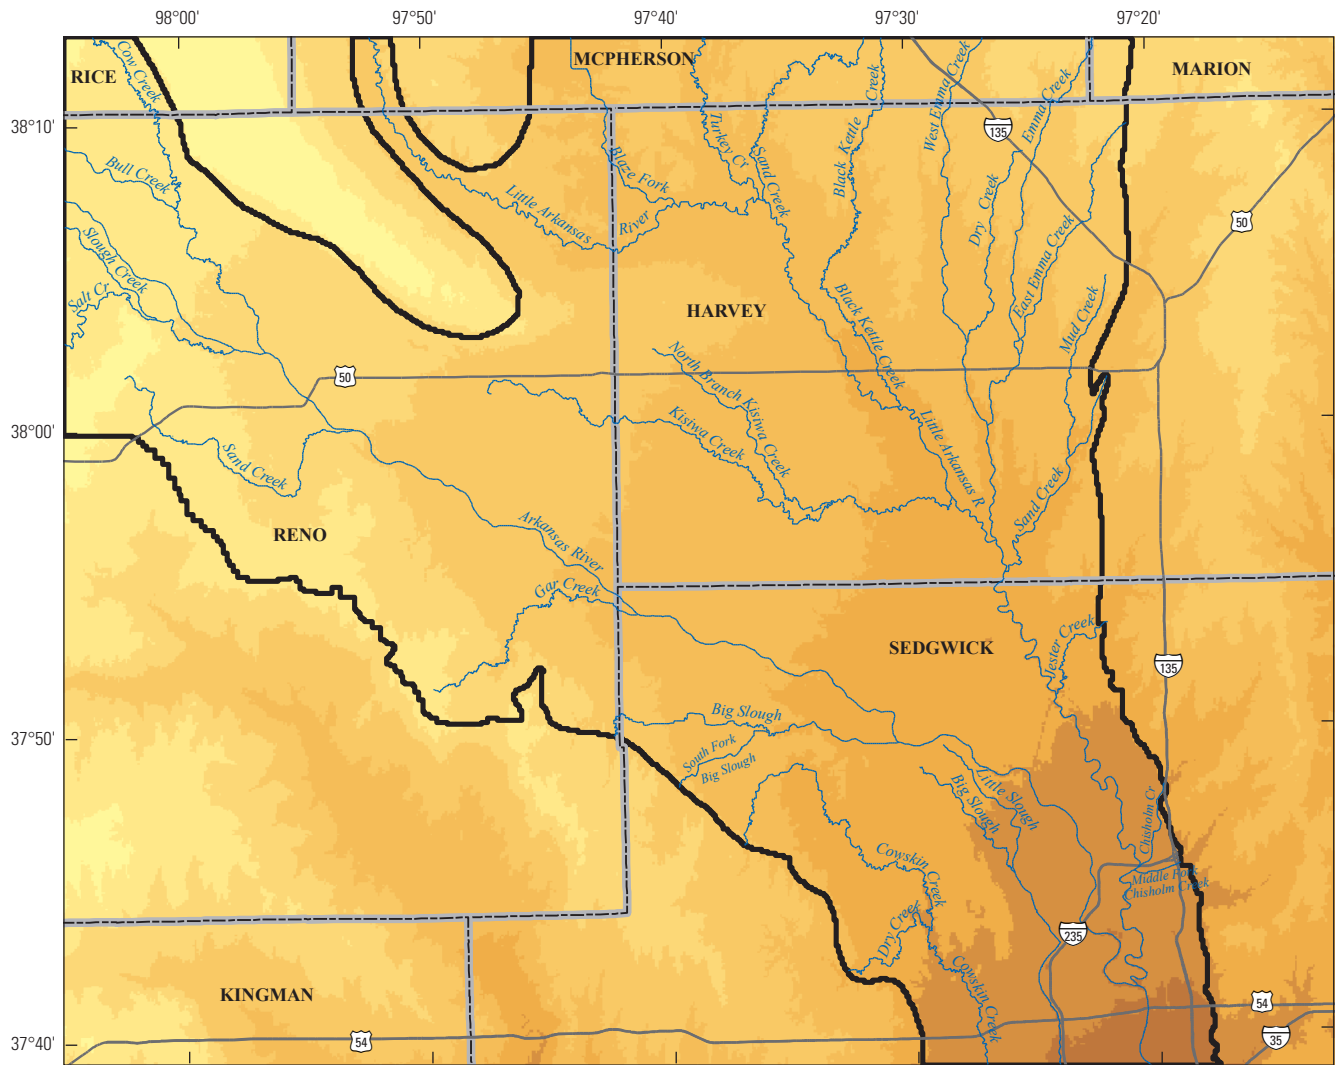 98°00' 97°50' 97°40' 97°30' 97°20'
RICE
MCPHERSON
MARION
Cow Creek
Turkey Cr
Sand Creek
Black Kettle
Creek
West Emma Creek
Emma Creek
135
38°10'
Bull Creek
Blaze Fork
Little Arkansas
River
Dry Creek
50
Slough Creek
Salt Cr
East Emma Creek
Mud Creek
HARVEY
Black Kettle Creek
North Branch Kisiwa Creek
50
Kisiwa Creek
Little Arkansas R
38°00'
Sand Creek
Sand Creek
RENO
Arkansas River
Gar Creek
SEDGWICK
Jester Creek
135
Big Slough
37°50'
South Fork
Big Slough
Big Slough
Little Slough
Chisholm Cr
Cowskin Creek
Middle Fork
Chisholm Creek
Dry Creek
235
Cowskin Creek
KINGMAN
54
54
35
37°40'